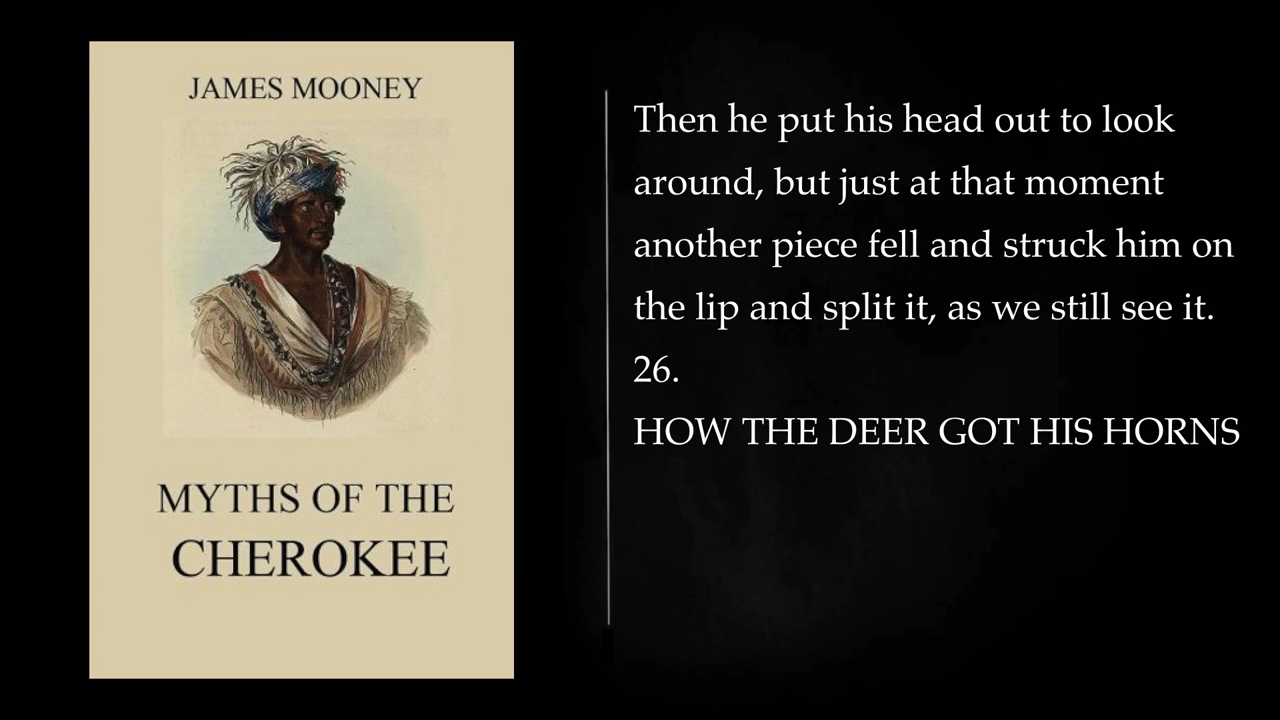 JAMES MOONEY
MYTHS OF THE
CHEROKEE
Then he put his head out to look
around, but just at that moment
another piece fell and struck him on
the lip and split it, as we still see it.
26.
HOW THE DEER GOT HIS HORNS